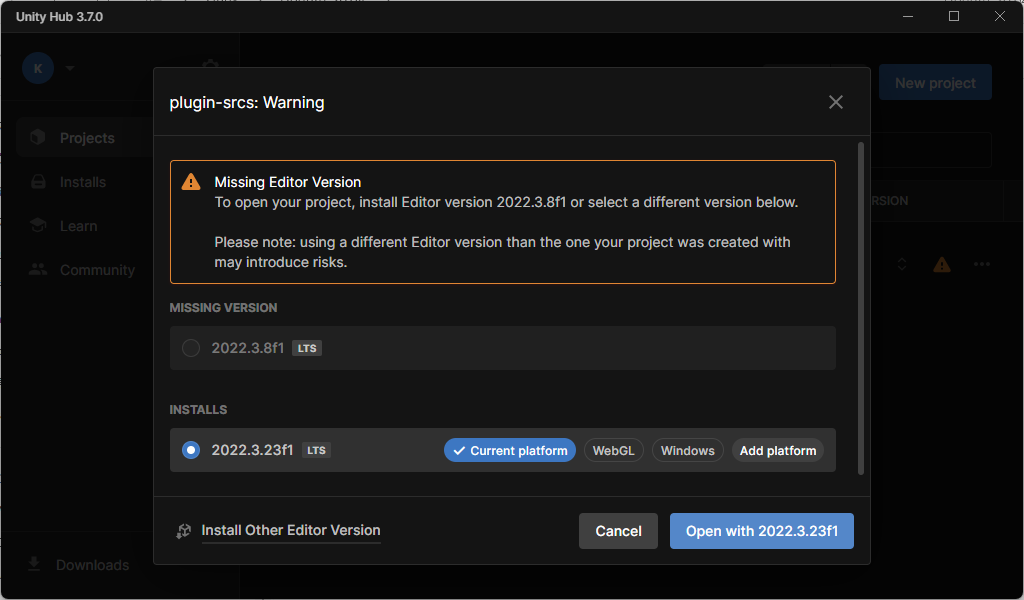 Unity Hub 3.7.0
K
New project
plugin-srcs: Warning
Projects
Installs
Learn
Community
RSION
Missing Editor Version
To open your project, install Editor version 2022.3.8f1 or select a different version below.
Please note: using a different Editor version than the one your project was created with
may introduce risks.
MISSING VERSION
2022.3.8f1 LTS
INSTALLS
2022.3.23f1 LTS Current platform WebGL Windows Add platform
Install Other Editor Version Cancel Open with 2022.3.23f1
Downloads